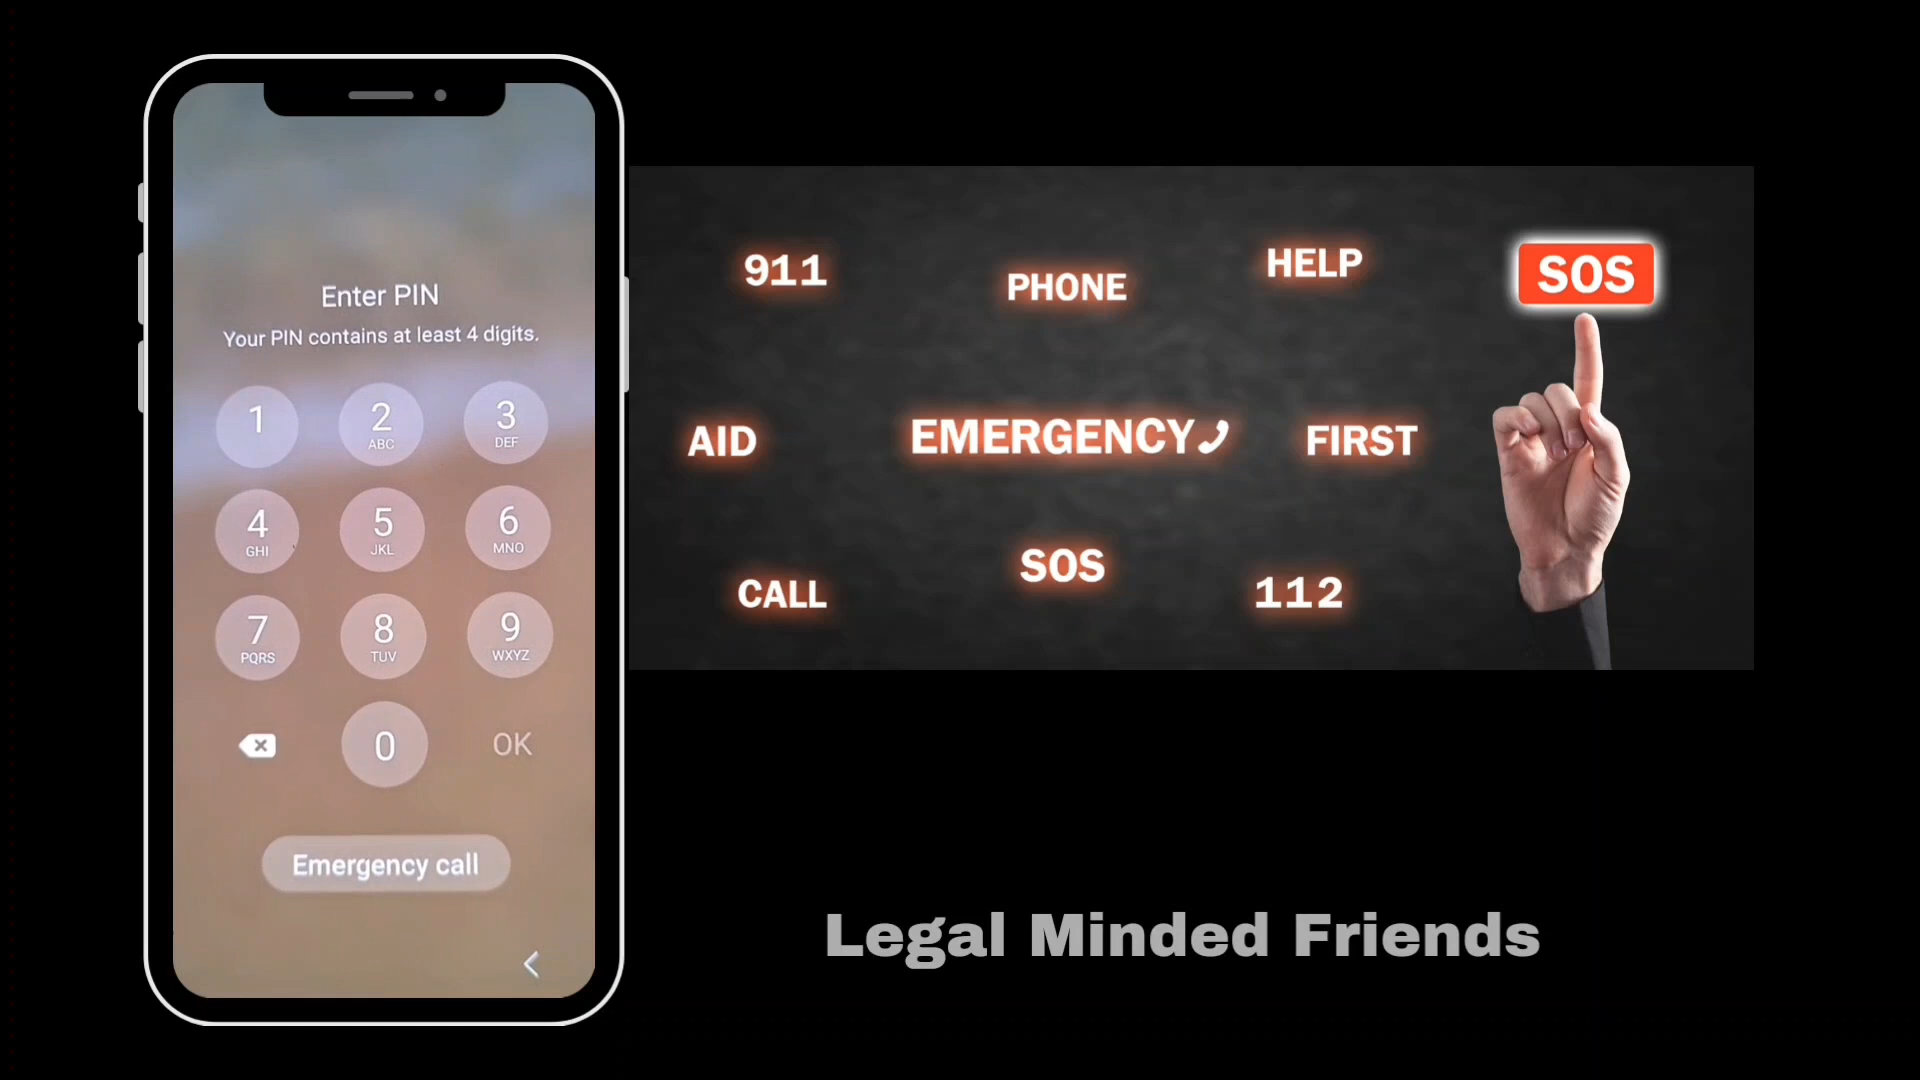 Enter PIN
Your PIN contains at least 4 digits.
1
2
ABC
3
DEF
4
GHI
5
JKL
6
MNO
7
PQRS
8
TUV
9
WXYZ
0
OK
Emergency call
911
PHONE
HELP
SOS
AID
EMERGENCY
FIRST
CALL
SOS
112
Legal Minded Friends